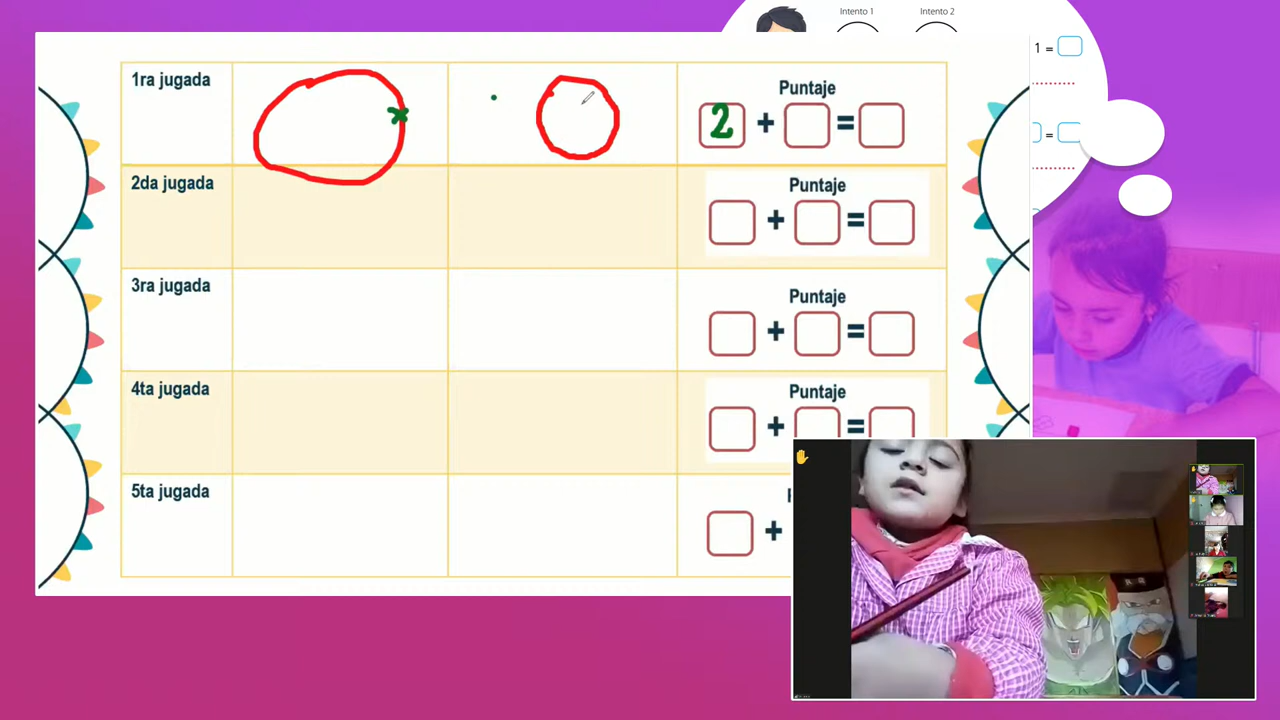 Intento 1 Intento 2
1 =
=
1ra jugada
Puntaje
2 + =
2da jugada
Puntaje
+ =
3ra jugada
Puntaje
+ =
4ta jugada
Puntaje
+ =
5ta jugada
+